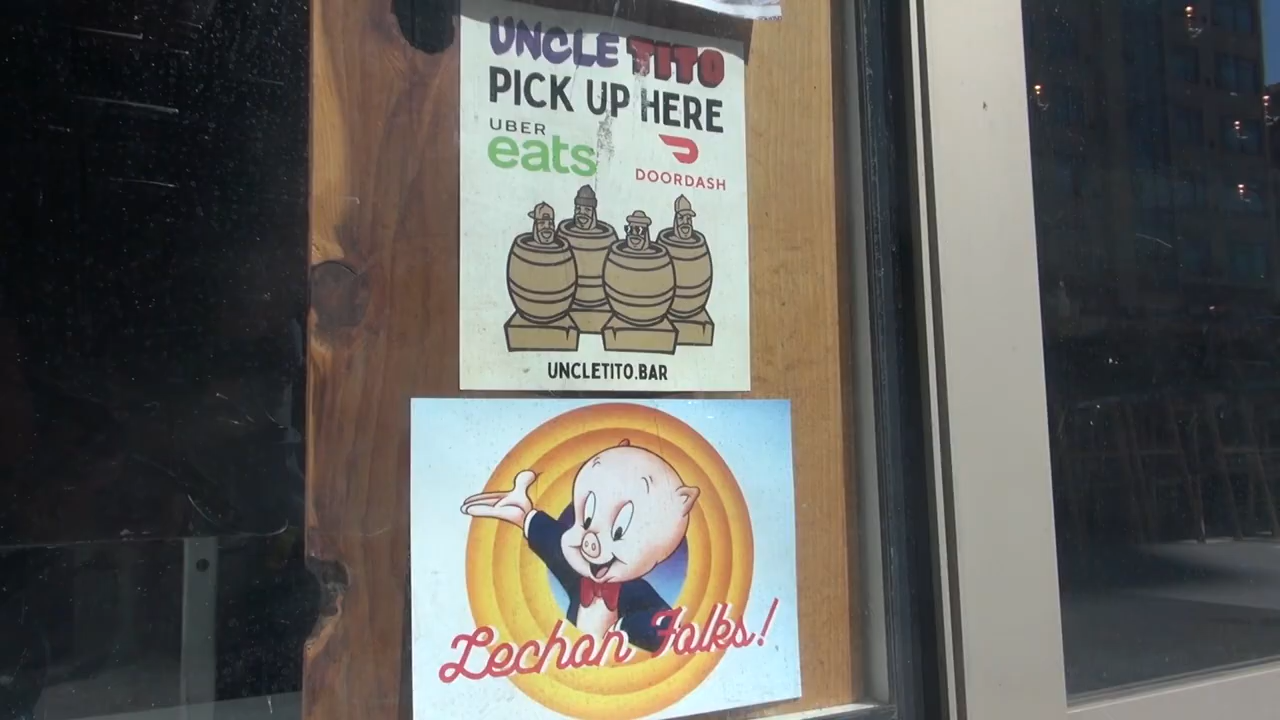 UNCLE TITO
PICK UP HERE
UBER
eats
DOORDASH
UNCLETITO.BAR
Lechon Folks!